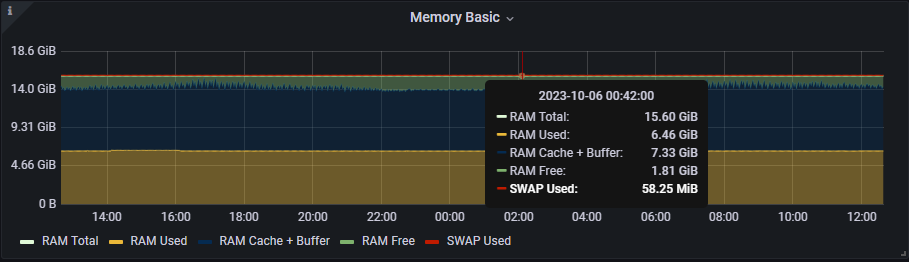 i
Memory Basic
18.6 GiB
14.0 GiB
9.31 GiB
4.66 GiB
0 B
14:00 16:00 18:00 20:00 22:00 00:00 02:00 04:00 06:00 08:00 10:00 12:00
2023-10-06 00:42:00
RAM Total: 15.60 GiB
RAM Used: 6.46 GiB
RAM Cache + Buffer: 7.33 GiB
RAM Free: 1.81 GiB
SWAP Used: 58.25 MiB
RAM Total RAM Used RAM Cache + Buffer RAM Free SWAP Used